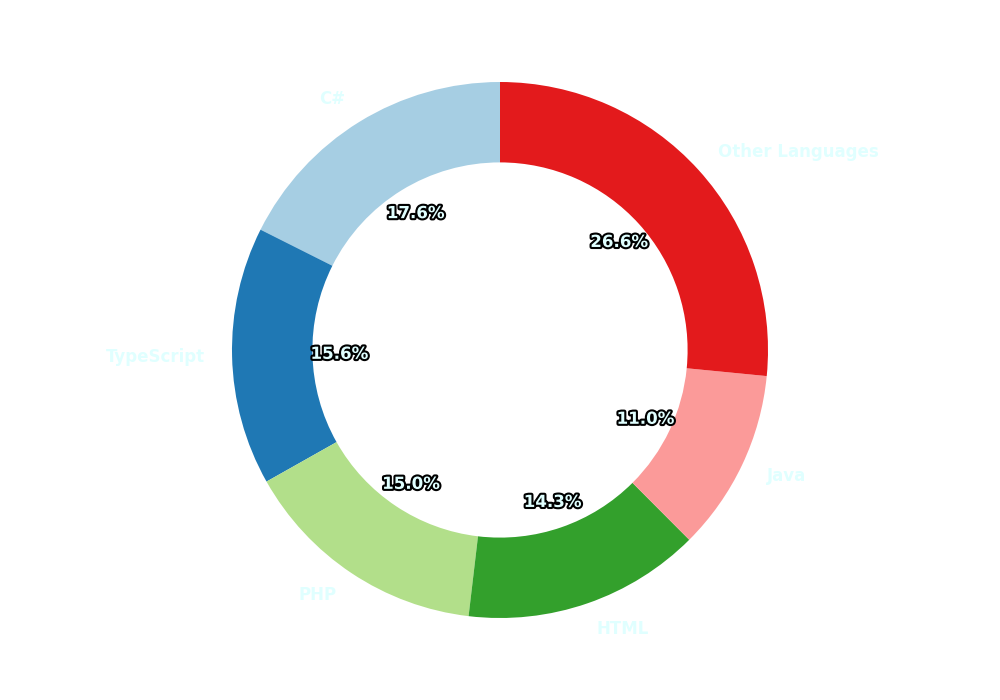 C#
Other Languages
17.6%
26.6%
TypeScript
15.6%
11.0%
Java
15.0%
14.3%
PHP
HTML